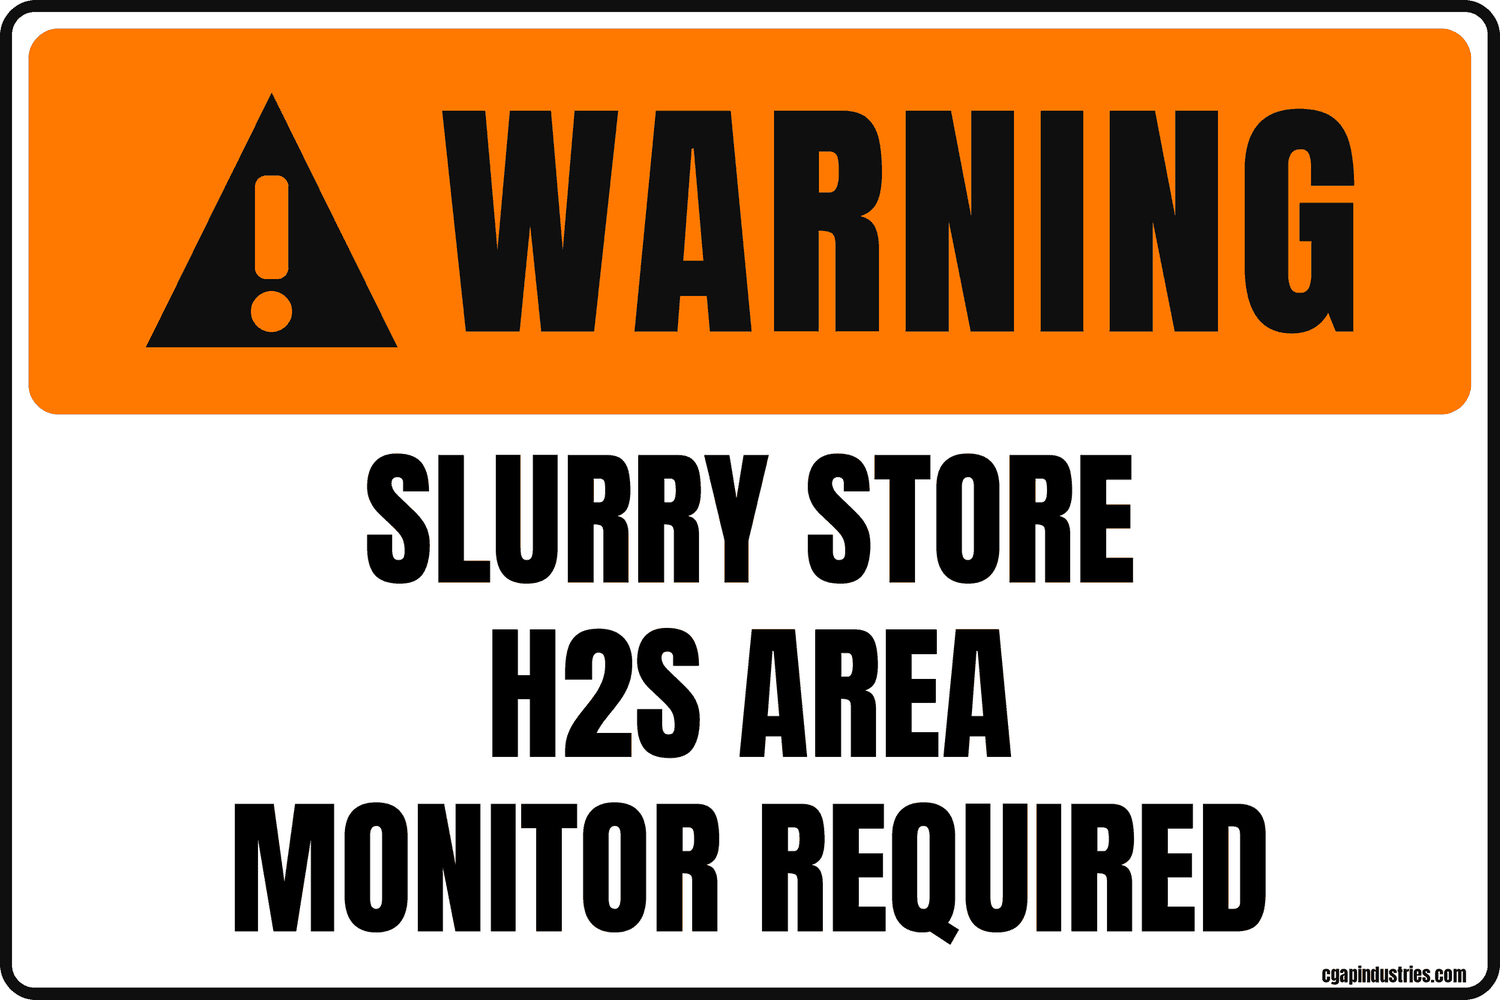 WARNING
SLURRY STORE
H2S AREA
MONITOR REQUIRED
cgapindustries.com